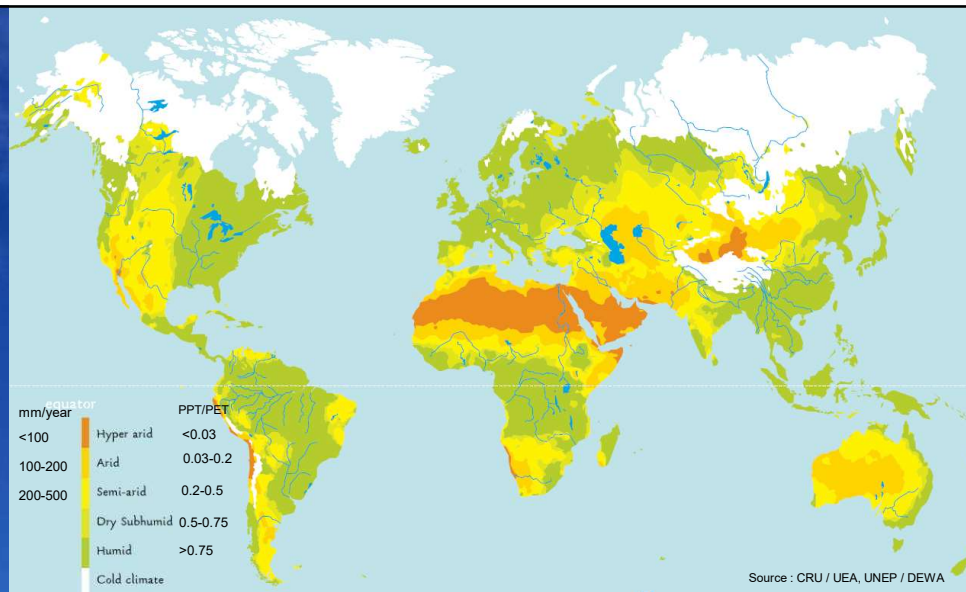 equator
mm/year PPT/PET
<100 Hyper arid <0.03
100-200 Arid 0.03-0.2
200-500 Semi-arid 0.2-0.5
Dry Subhumid 0.5-0.75
Humid >0.75
Cold climate
Source : CRU / UEA, UNEP / DEWA